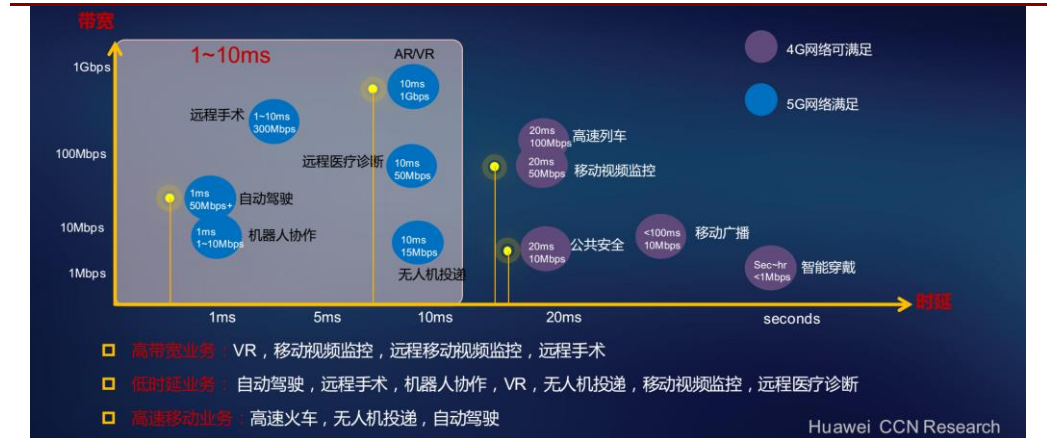 带宽
1~10ms
AR/VR
1Gbps
10ms
1Gbps
4G网络可满足
5G网络满足
远程手术
1~10ms
300Mbps
20ms
100Mbps
高速列车
100Mbps
远程医疗诊断
10ms
50Mbps
20ms
50Mbps
移动视频监控
1ms
50Mbps+
自动驾驶
10Mbps
1ms
1~10Mbps
机器人协作
10ms
15Mbps
20ms
10Mbps
公共安全
<100ms
10Mbps
移动广播
1Mbps
无人机投递
Sec~hr
<1Mbps
智能穿戴
时延
1ms
5ms
10ms
20ms
seconds
高带宽业务：VR，移动视频监控，远程移动视频监控，远程手术
低时延业务：自动驾驶，远程手术，机器人协作，VR，无人机投递，移动视频监控，远程医疗诊断
高速移动业务：高速火车，无人机投递，自动驾驶
Huawei CCN Research